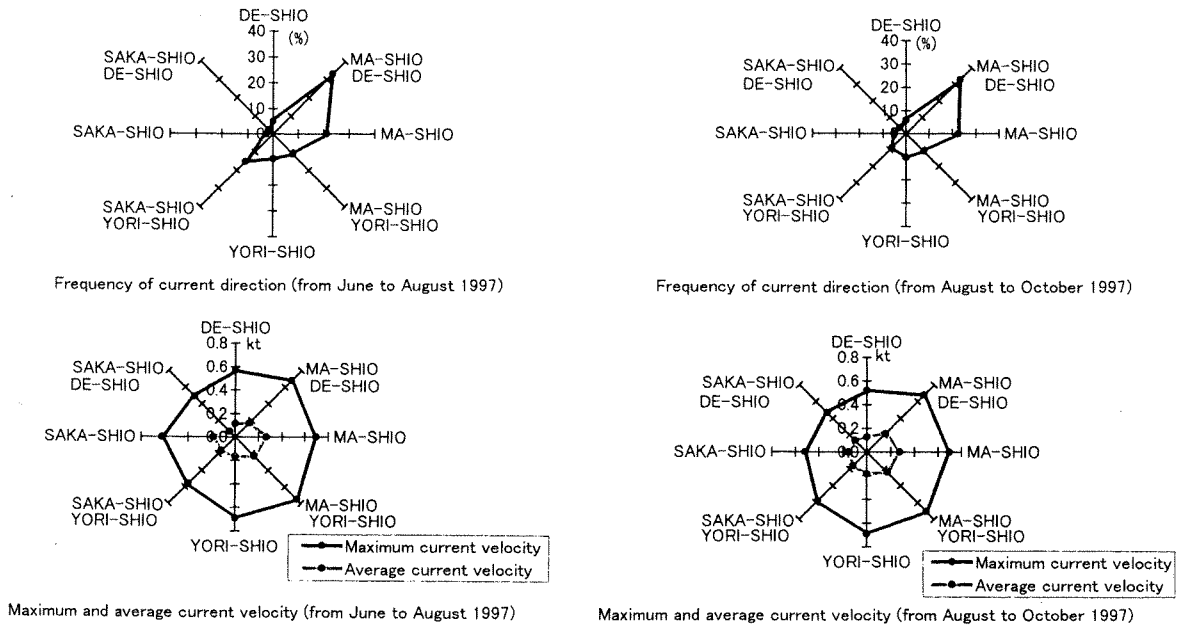 DE-SHIO
40
(%)
30
20
10
0
SAKA-SHIO
DE-SHIO
MA-SHIO
DE-SHIO
SAKA-SHIO
MA-SHIO
SAKA-SHIO
YORI-SHIO
MA-SHIO
YORI-SHIO
YORI-SHIO
Frequency of current direction (from June to August 1997)
DE-SHIO
40
(%)
30
20
10
SAKA-SHIO
DE-SHIO
MA-SHIO
DE-SHIO
SAKA-SHIO
MA-SHIO
SAKA-SHIO
YORI-SHIO
MA-SHIO
YORI-SHIO
YORI-SHIO
Frequency of current direction (from August to October 1997)
DE-SHIO
0.8
kt
0.6
0.4
0.2
0.0
SAKA-SHIO
DE-SHIO
MA-SHIO
DE-SHIO
SAKA-SHIO
MA-SHIO
SAKA-SHIO
YORI-SHIO
MA-SHIO
YORI-SHIO
YORI-SHIO
Maximum current velocity
Average current velocity
Maximum and average current velocity (from June to August 1997)
DE-SHIO
0.8
kt
0.6
0.4
0.2
0.0
SAKA-SHIO
DE-SHIO
MA-SHIO
DE-SHIO
SAKA-SHIO
MA-SHIO
SAKA-SHIO
YORI-SHIO
MA-SHIO
YORI-SHIO
YORI-SHIO
Maximum current velocity
Average current velocity
Maximum and average current velocity (from August to October 1997)